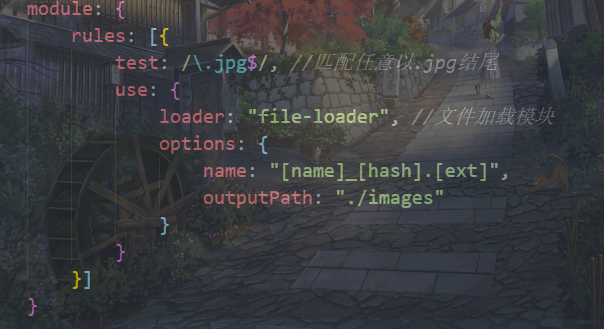 module: {
rules: [{
test: /\.jpg$/, //匹配任意以.jpg结尾
use: {
loader: "file-loader", //文件加载模块
options: {
name: "[name]_[hash].[ext]",
outputPath: "./images"
}
}
}]
}